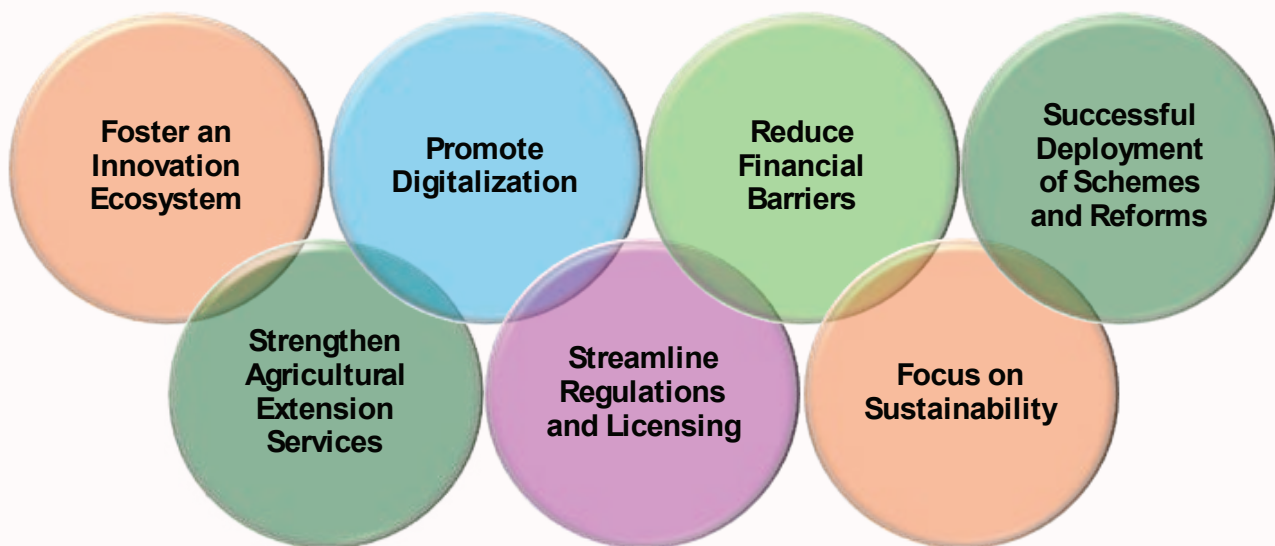 Foster an
Innovation
Ecosystem
Promote
Digitalization
Reduce
Financial
Barriers
Successful
Deployment
of Schemes
and Reforms
Strengthen
Agricultural
Extension
Services
Streamline
Regulations
and Licensing
Focus on
Sustainability